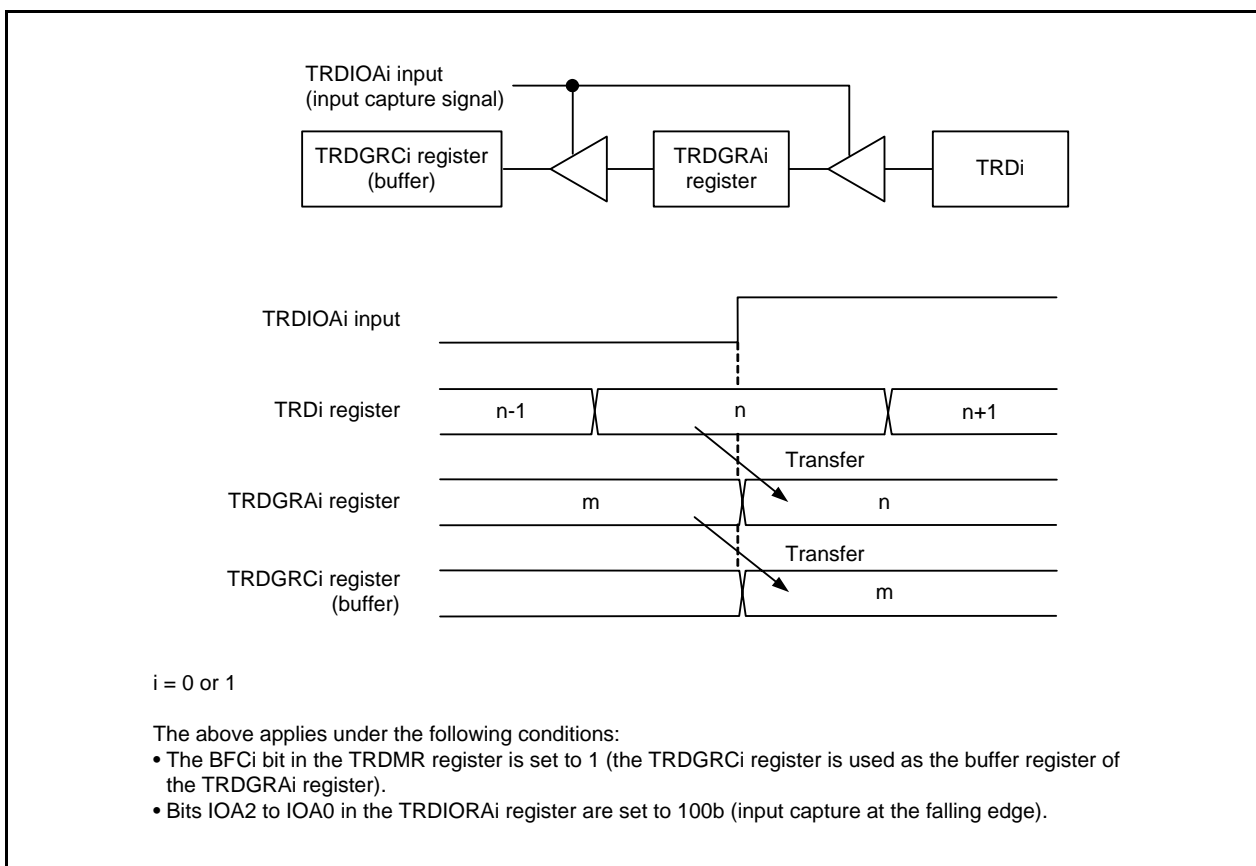 TRDIOAi input
(input capture signal)
TRDGRCi register
(buffer)
TRDGRAi
register
TRDi
TRDIOAi input
TRDi register
n-1
n
n+1
Transfer
TRDGRAi register
m
n
Transfer
TRDGRCi register
(buffer)
m
i = 0 or 1
The above applies under the following conditions:
• The BFCi bit in the TRDMR register is set to 1 (the TRDGRCi register is used as the buffer register of
the TRDGRAi register).
• Bits IOA2 to IOA0 in the TRDIORAi register are set to 100b (input capture at the falling edge).